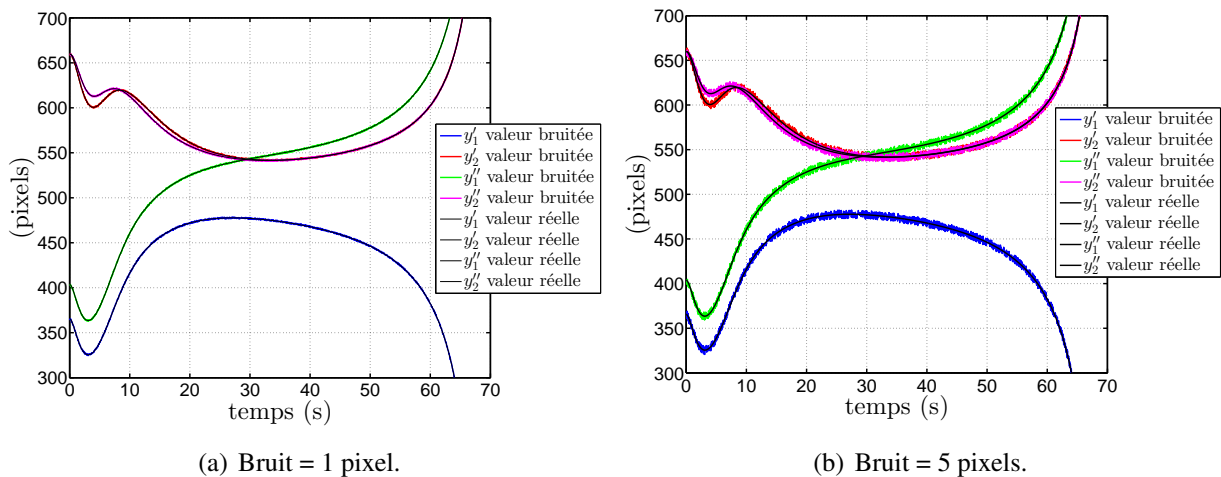 700
650
600
550
500
450
400
350
300
(pixels)
0 10 20 30 40 50 60 70
temps (s)
y′₁ valeur bruitée
y′₂ valeur bruitée
y″₁ valeur bruitée
y″₂ valeur bruitée
y′₁ valeur réelle
y′₂ valeur réelle
y″₁ valeur réelle
y″₂ valeur réelle
(a) Bruit = 1 pixel.
700
650
600
550
500
450
400
350
300
(pixels)
0 10 20 30 40 50 60 70
temps (s)
y′₁ valeur bruitée
y′₂ valeur bruitée
y″₁ valeur bruitée
y″₂ valeur bruitée
y′₁ valeur réelle
y′₂ valeur réelle
y″₁ valeur réelle
y″₂ valeur réelle
(b) Bruit = 5 pixels.